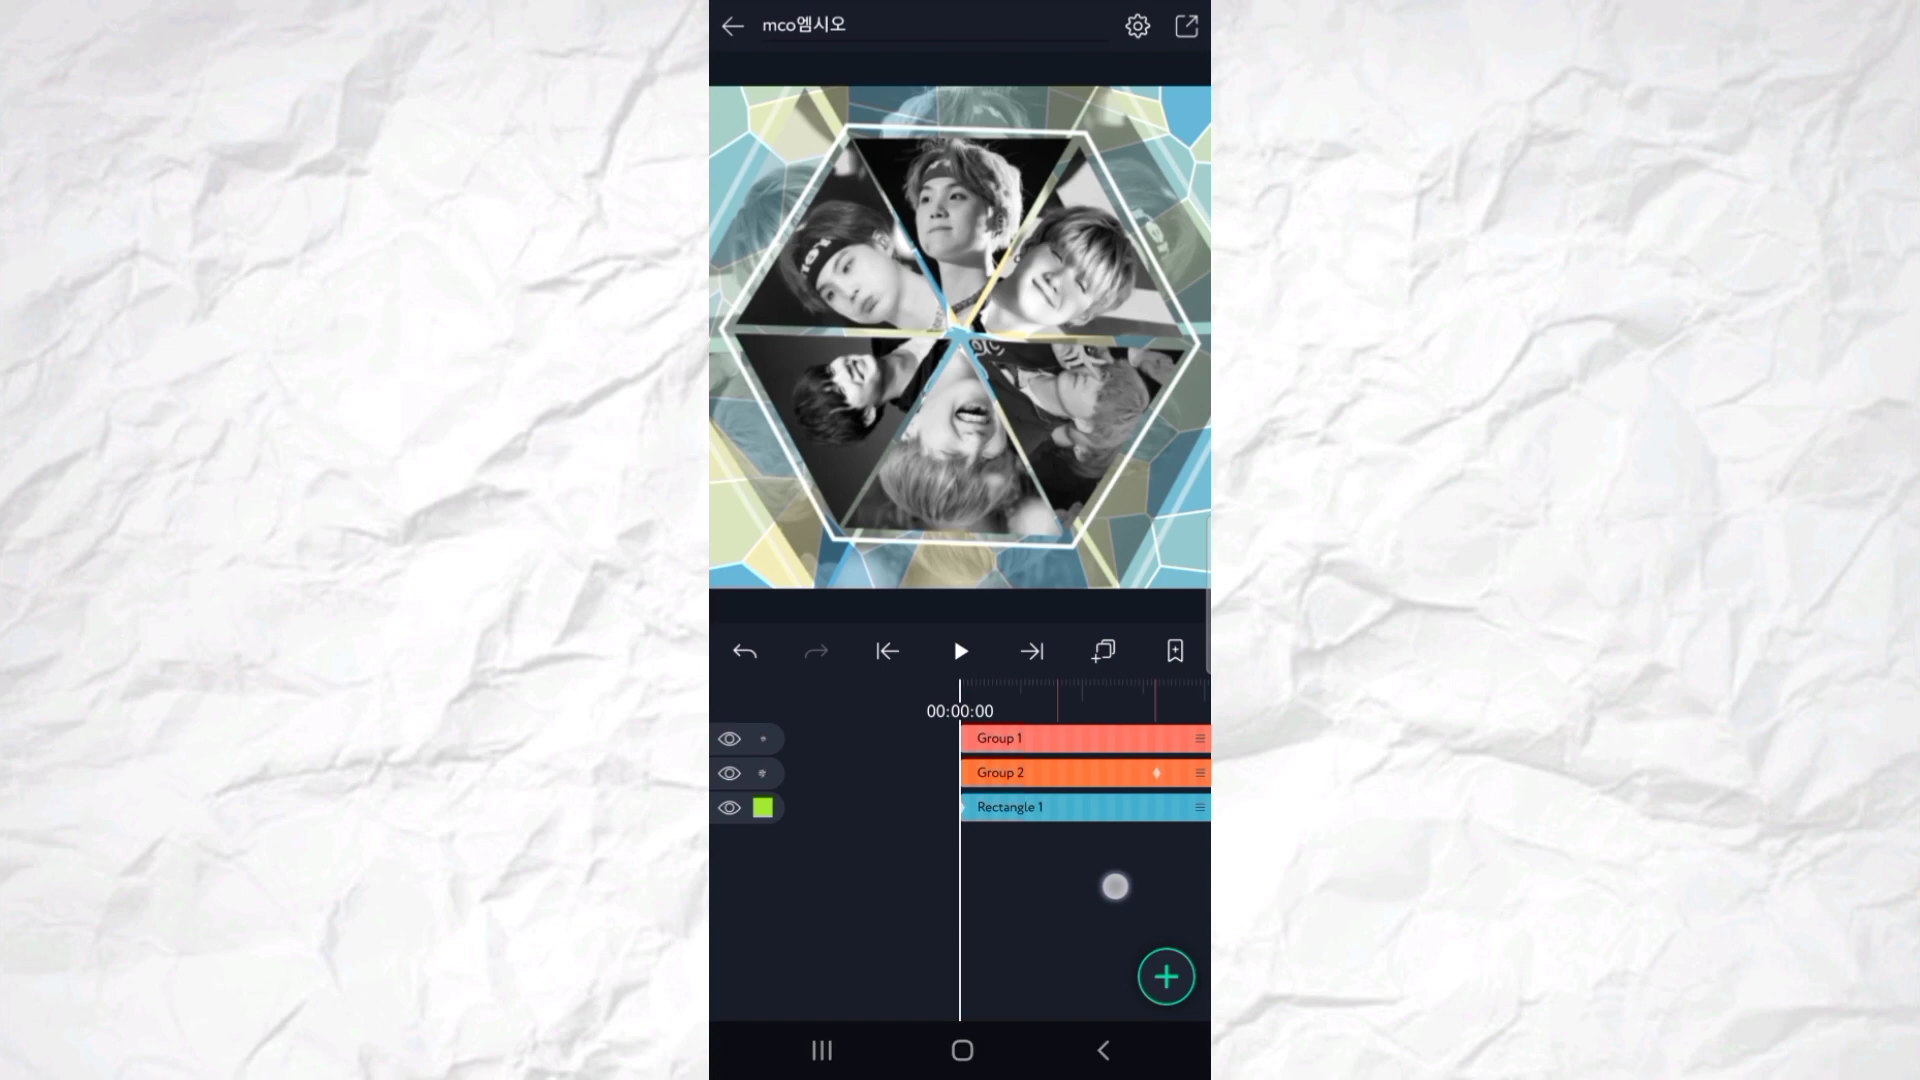 mco엠시오
00:00:00
Group 1
Group 2
Rectangle 1